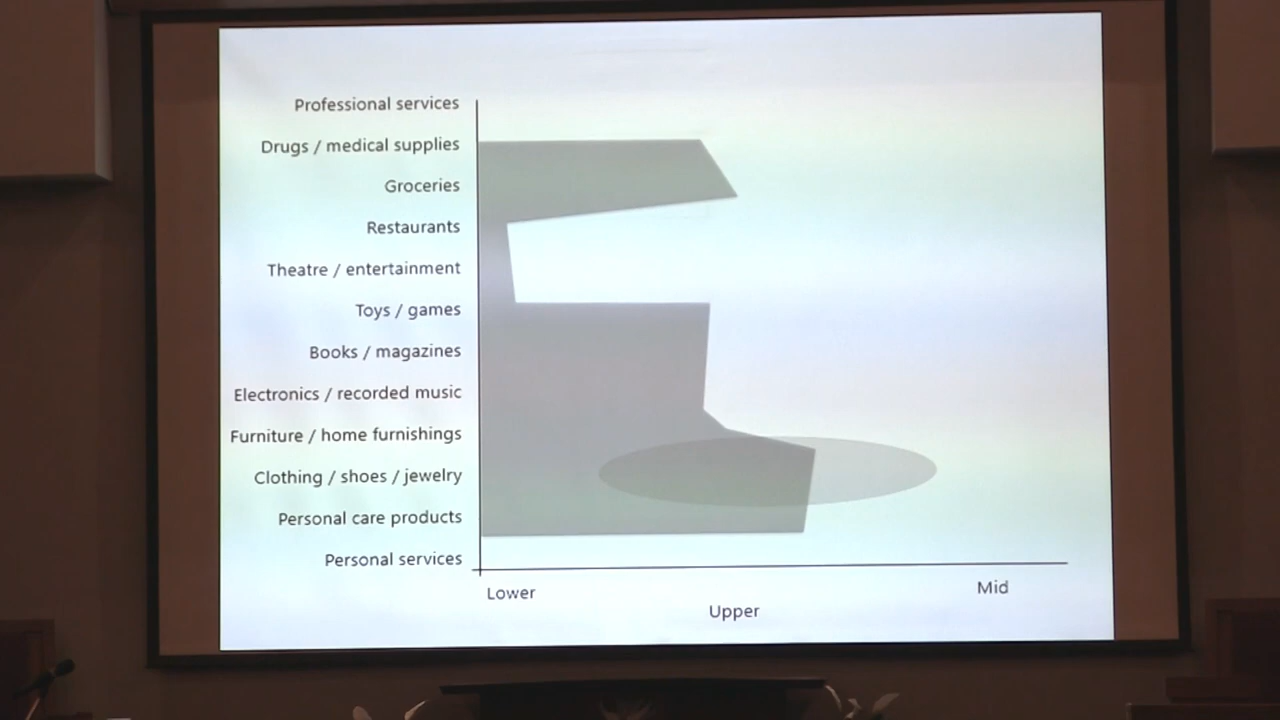 Professional services
Drugs / medical supplies
Groceries
Restaurants
Theatre / entertainment
Toys / games
Books / magazines
Electronics / recorded music
Furniture / home furnishings
Clothing / shoes / jewelry
Personal care products
Personal services
Lower
Mid
Upper